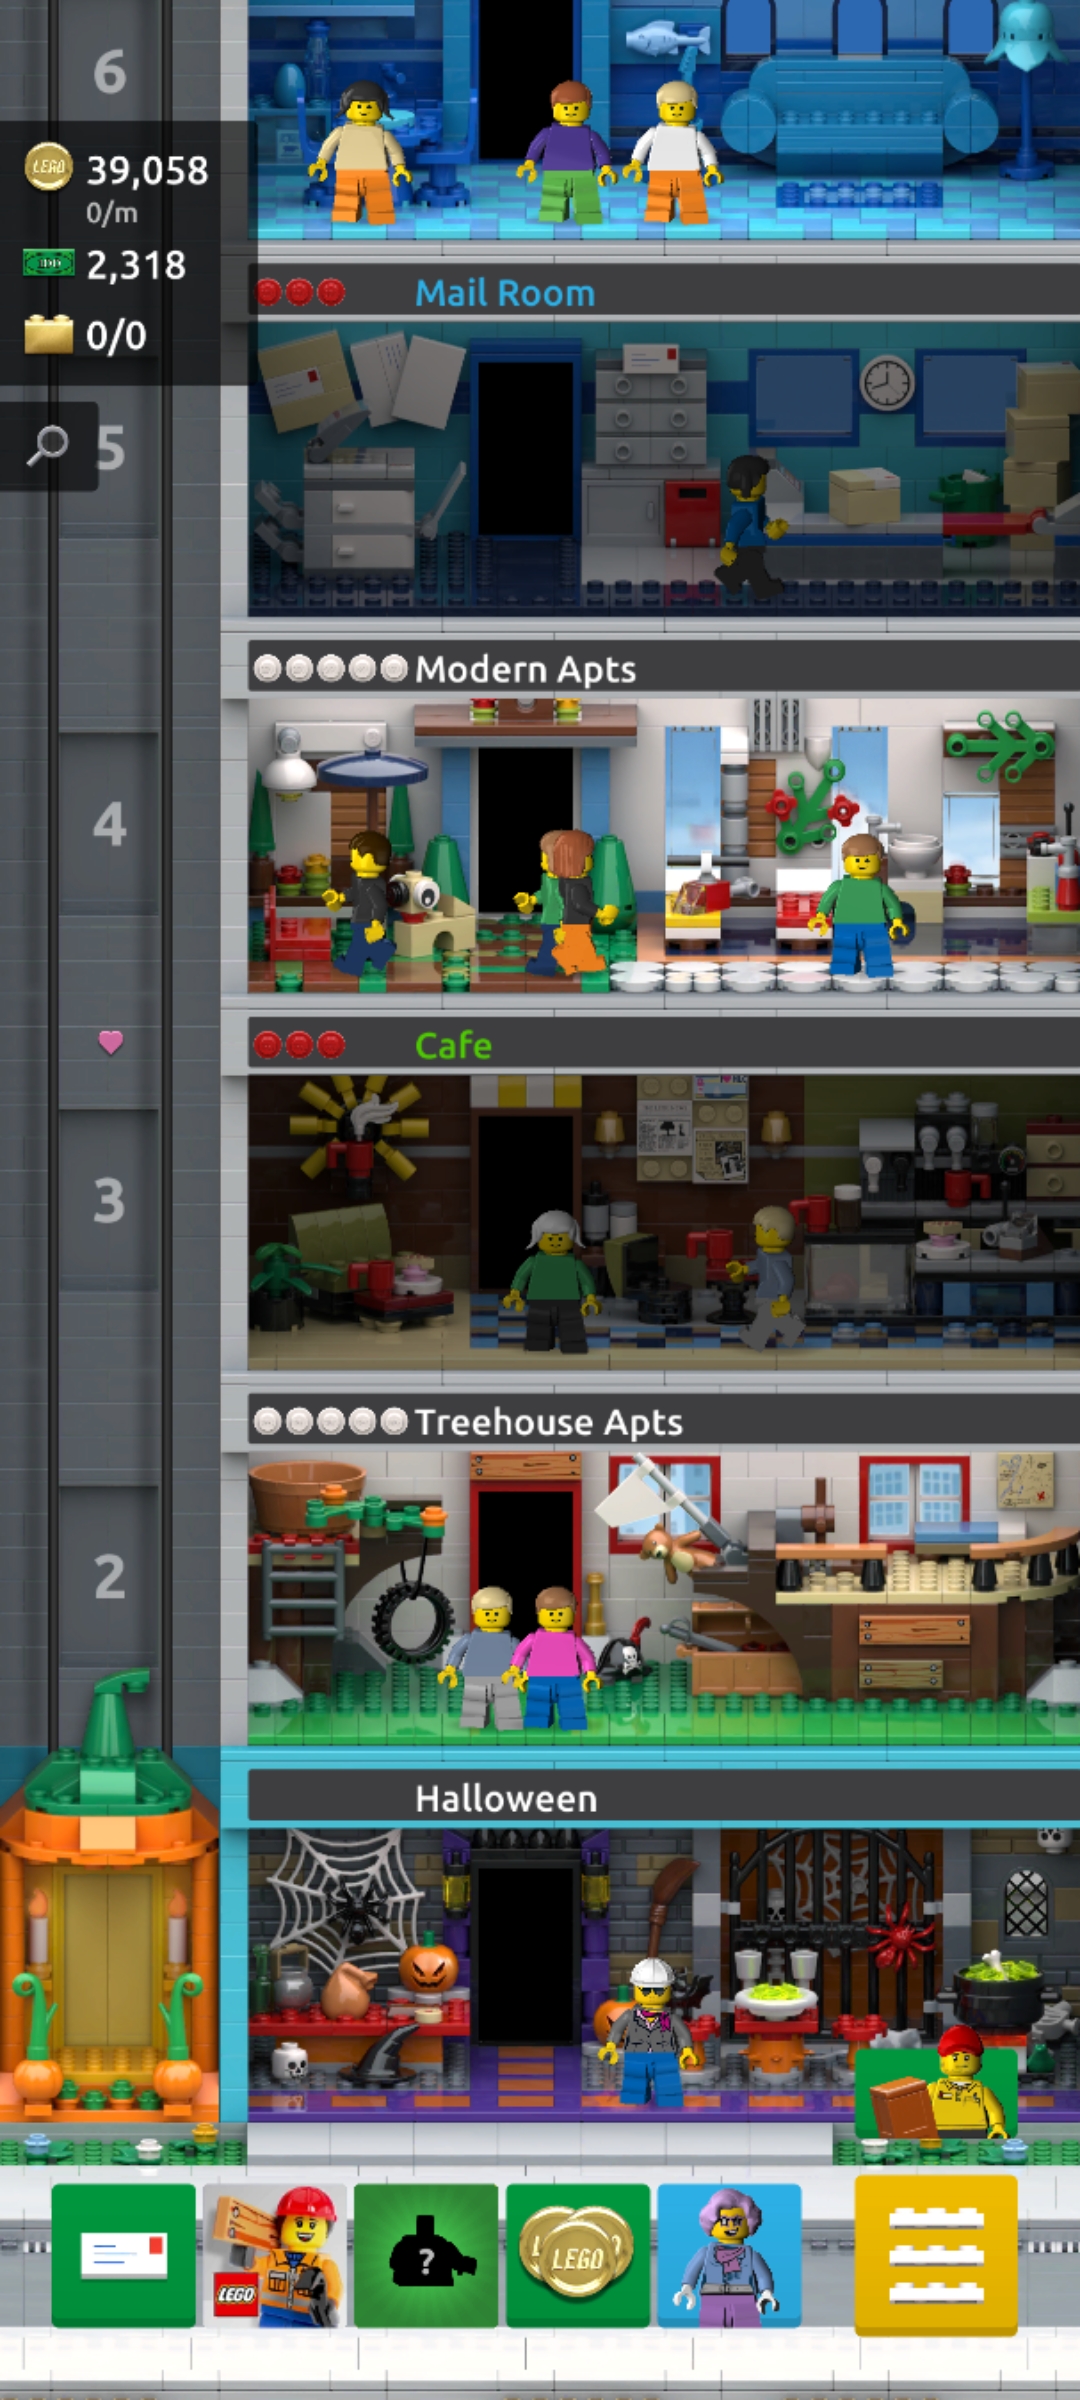 6
LEGO 39,058
0/m
2,318
0/0
Mail Room
5
Modern Apts
4
Cafe
3
Treehouse Apts
2
Halloween
?
LEGO
LEGO